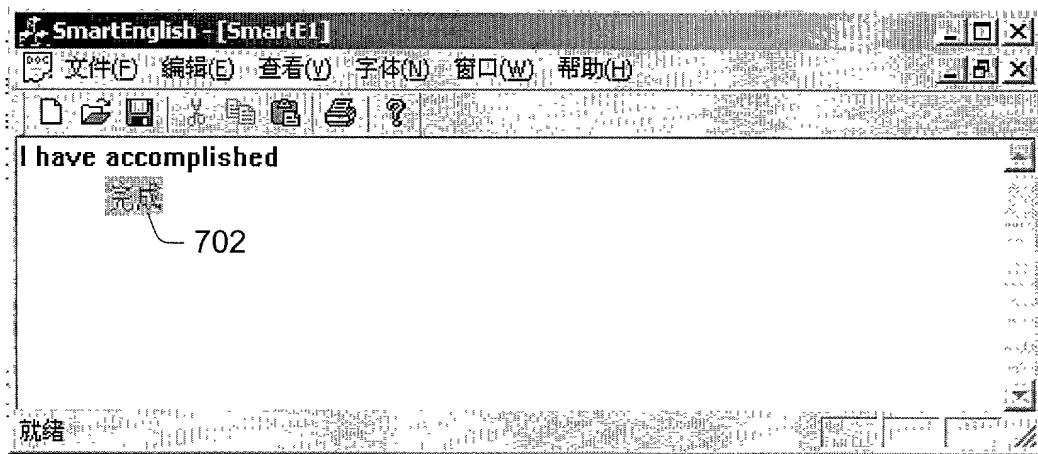 SmartEnglish - [SmartE1]
文件(F) 编辑(E) 查看(V) 字体(N) 窗口(W) 帮助(H)
I have accomplished
完成
702
就绪